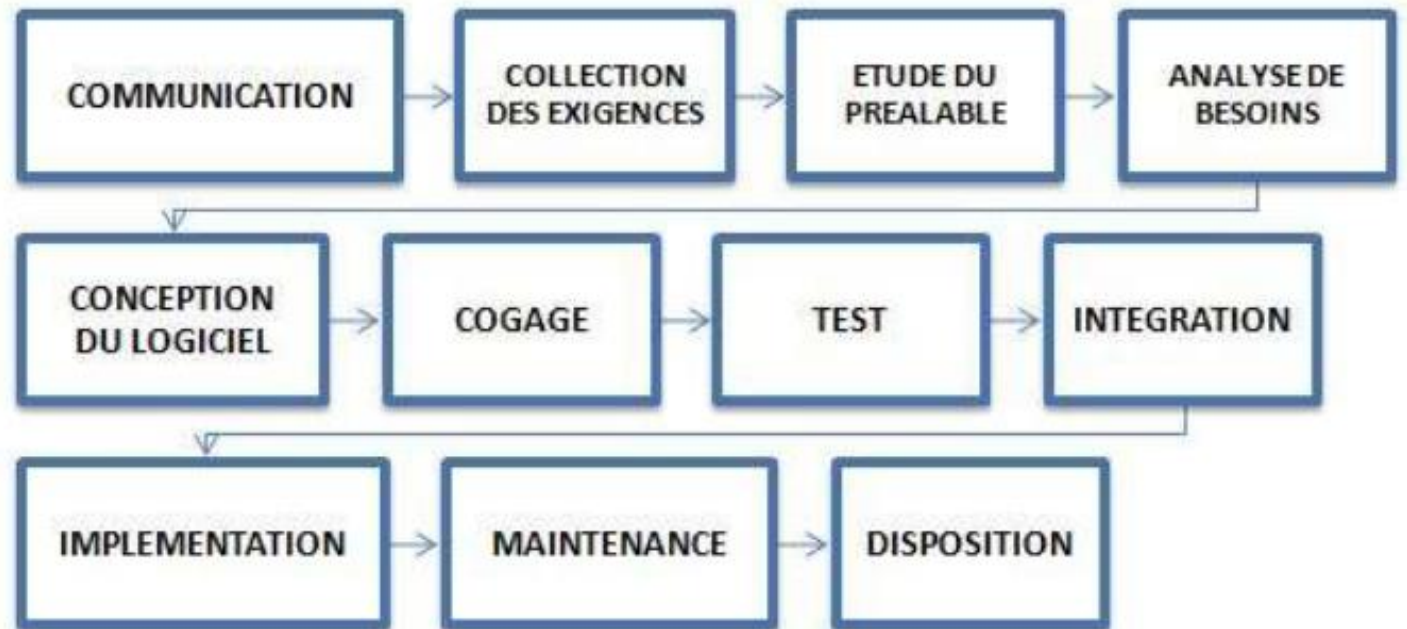 COMMUNICATION
COLLECTION
DES EXIGENCES
ETUDE DU
PREALABLE
ANALYSE DE
BESOINS
CONCEPTION
DU LOGICIEL
COGAGE
TEST
INTEGRATION
IMPLEMENTATION
MAINTENANCE
DISPOSITION